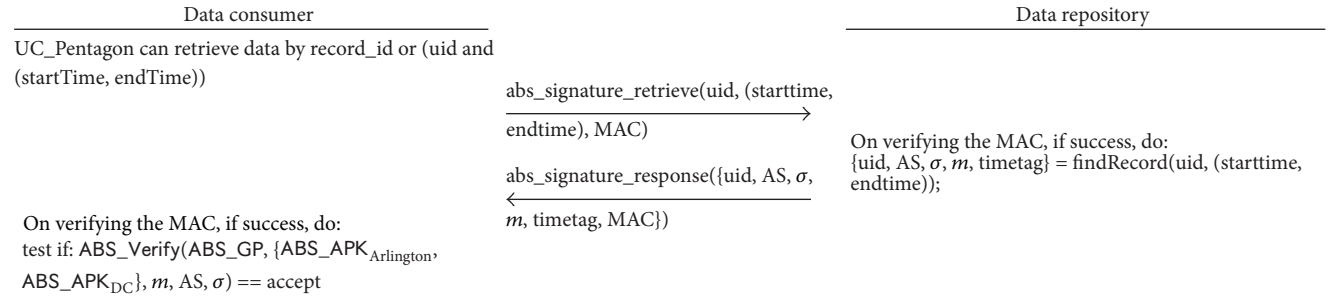 Data consumer
Data repository
UC_Pentagon can retrieve data by record_id or (uid and
(startTime, endTime))
abs_signature_retrieve(uid, (starttime,
endtime), MAC)
On verifying the MAC, if success, do:
{uid, AS, σ, m, timetag} = findRecord(uid, (starttime,
endtime));
abs_signature_response({uid, AS, σ,
m, timetag, MAC})
On verifying the MAC, if success, do:
test if: ABS_Verify(ABS_GP, {ABS_APK_Arlington,
ABS_APK_DC}, m, AS, σ) == accept